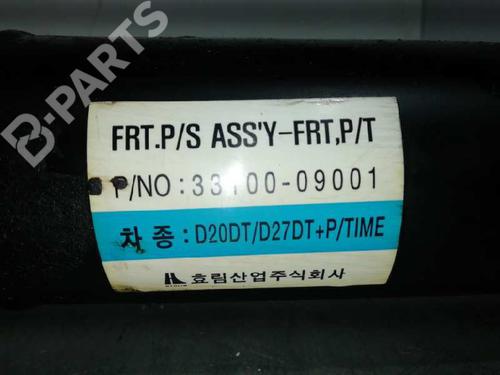 B-PARTS
FRT.P/S ASS'Y-FRT,P/T
P/NO:33100-09001
차 종:D20DT/D27DT+P/TIME
효림산업주식회사